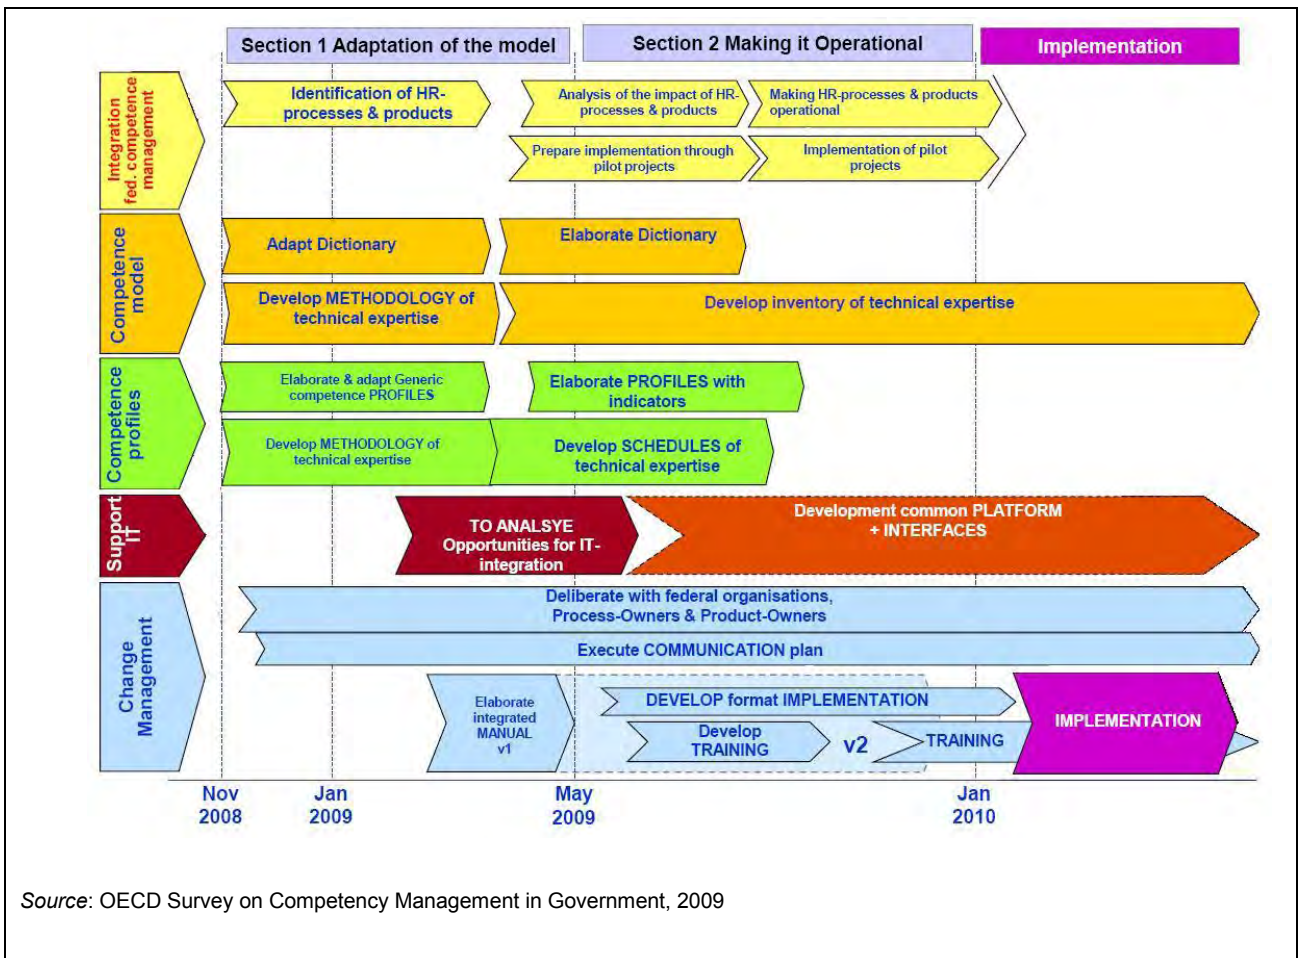 Section 1 Adaptation of the model
Section 2 Making it Operational
Implementation
Integration
fed. competence
management
Identification of HR-
processes & products
Analysis of the impact of HR-
processes & products
Making HR-processes & products
operational
Prepare implementation through
pilot projects
Implementation of pilot
projects
Competence
model
Adapt Dictionary
Elaborate Dictionary
Develop METHODOLOGY of
technical expertise
Develop inventory of technical expertise
Competence
profiles
Elaborate & adapt Generic
competence PROFILES
Elaborate PROFILES with
indicators
Develop METHODOLOGY of
technical expertise
Develop SCHEDULES of
technical expertise
Support
IT
TO ANALSYE
Opportunities for IT-
integration
Development common PLATFORM
+ INTERFACES
Change
Management
Deliberate with federal organisations,
Process-Owners & Product-Owners
Execute COMMUNICATION plan
Elaborate
integrated
MANUAL
v1
DEVELOP format IMPLEMENTATION
Develop
TRAINING
v2
TRAINING
IMPLEMENTATION
Nov
2008
Jan
2009
May
2009
Jan
2010
Source: OECD Survey on Competency Management in Government, 2009